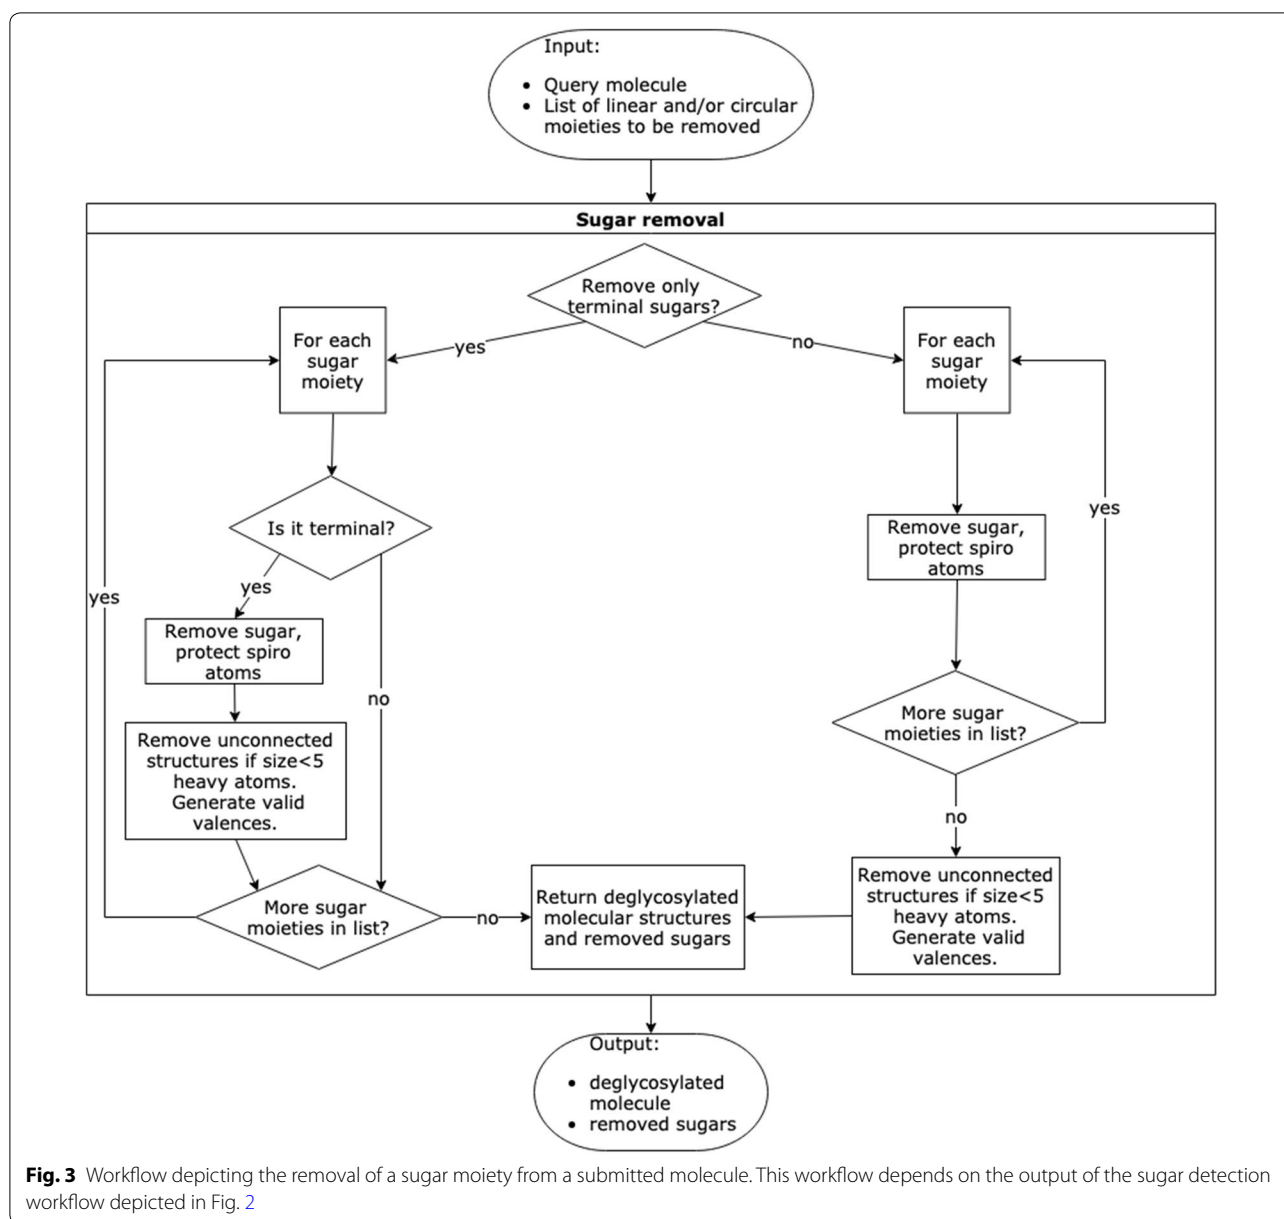 Input:
• Query molecule
• List of linear and/or circular
moieties to be removed
Sugar removal
Remove only
terminal sugars?
yes
no
For each
sugar
moiety
Is it terminal?
yes
no
Remove sugar,
protect spiro
atoms
Remove unconnected
structures if size<5
heavy atoms.
Generate valid
valences.
More sugar
moieties in list?
yes
no
For each
sugar
moiety
Remove sugar,
protect spiro
atoms
More sugar
moieties in list?
yes
no
Remove unconnected
structures if size<5
heavy atoms.
Generate valid
valences.
Return deglycosylated
molecular structures
and removed sugars
Output:
• deglycosylated
molecule
• removed sugars
Fig. 3 Workflow depicting the removal of a sugar moiety from a submitted molecule. This workflow depends on the output of the sugar detection
workflow depicted in Fig. 2